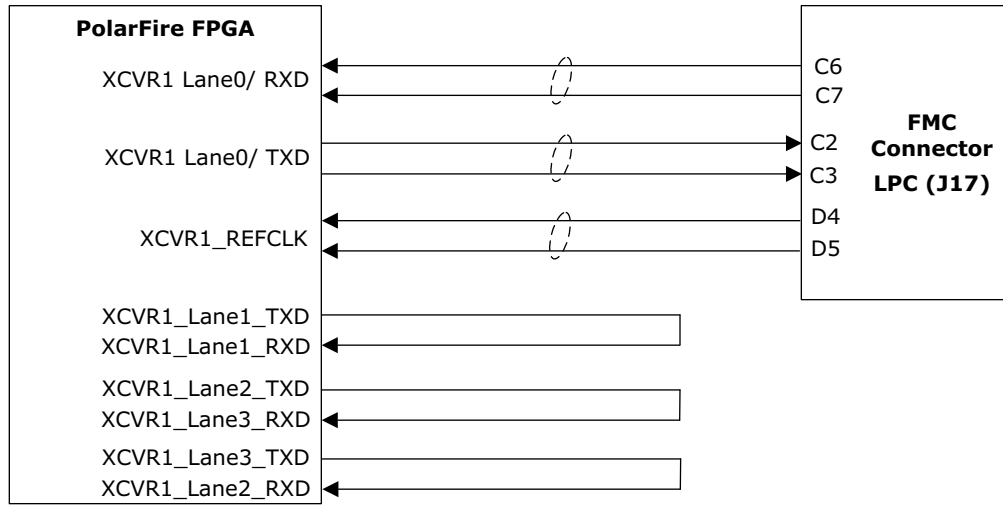 PolarFire FPGA
XCVR1 Lane0/ RXD
XCVR1 Lane0/ TXD
XCVR1_REFCLK
XCVR1_Lane1_TXD
XCVR1_Lane1_RXD
XCVR1_Lane2_TXD
XCVR1_Lane3_RXD
XCVR1_Lane3_TXD
XCVR1_Lane2_RXD
C6
C7
C2
C3
D4
D5
FMC
Connector
LPC (J17)